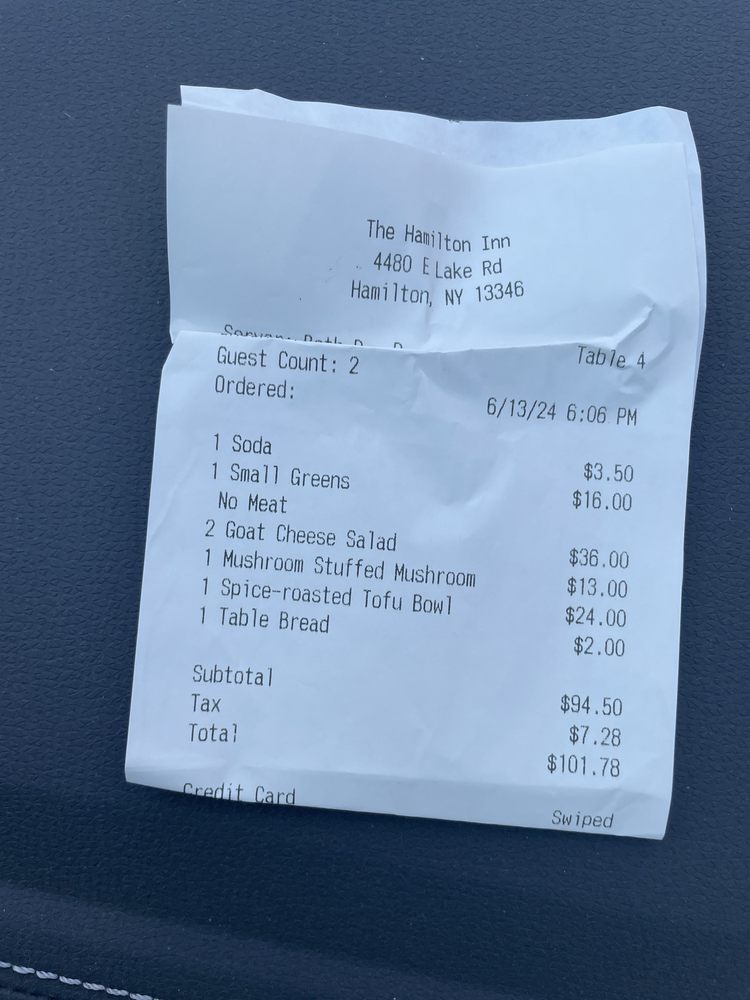 The Hamilton Inn
4480 E Lake Rd
Hamilton, NY 13346
Table 4
Guest Count: 2
Ordered: 6/13/24 6:06 PM
1 Soda $3.50
1 Small Greens $16.00
No Meat
2 Goat Cheese Salad $36.00
1 Mushroom Stuffed Mushroom $13.00
1 Spice-roasted Tofu Bowl $24.00
1 Table Bread $2.00
Subtotal $94.50
Tax $7.28
Total $101.78
Credit Card Swiped